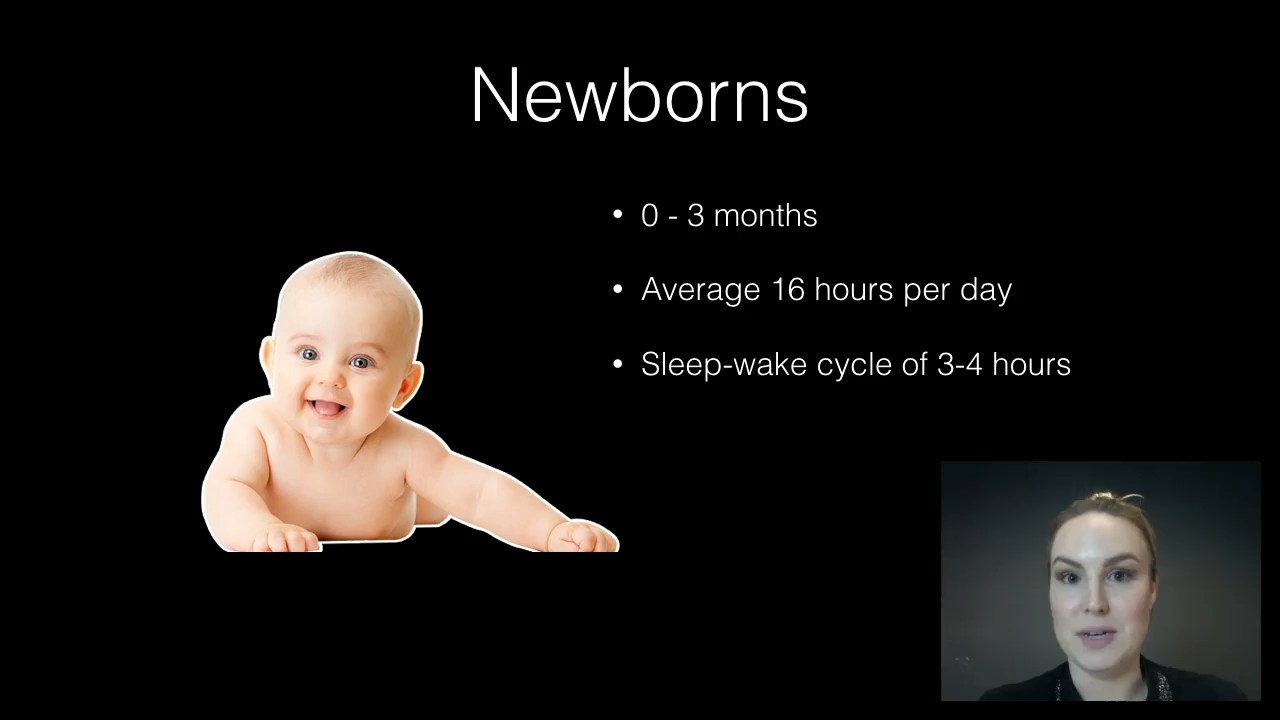 Newborns
• 0 - 3 months
• Average 16 hours per day
• Sleep-wake cycle of 3-4 hours